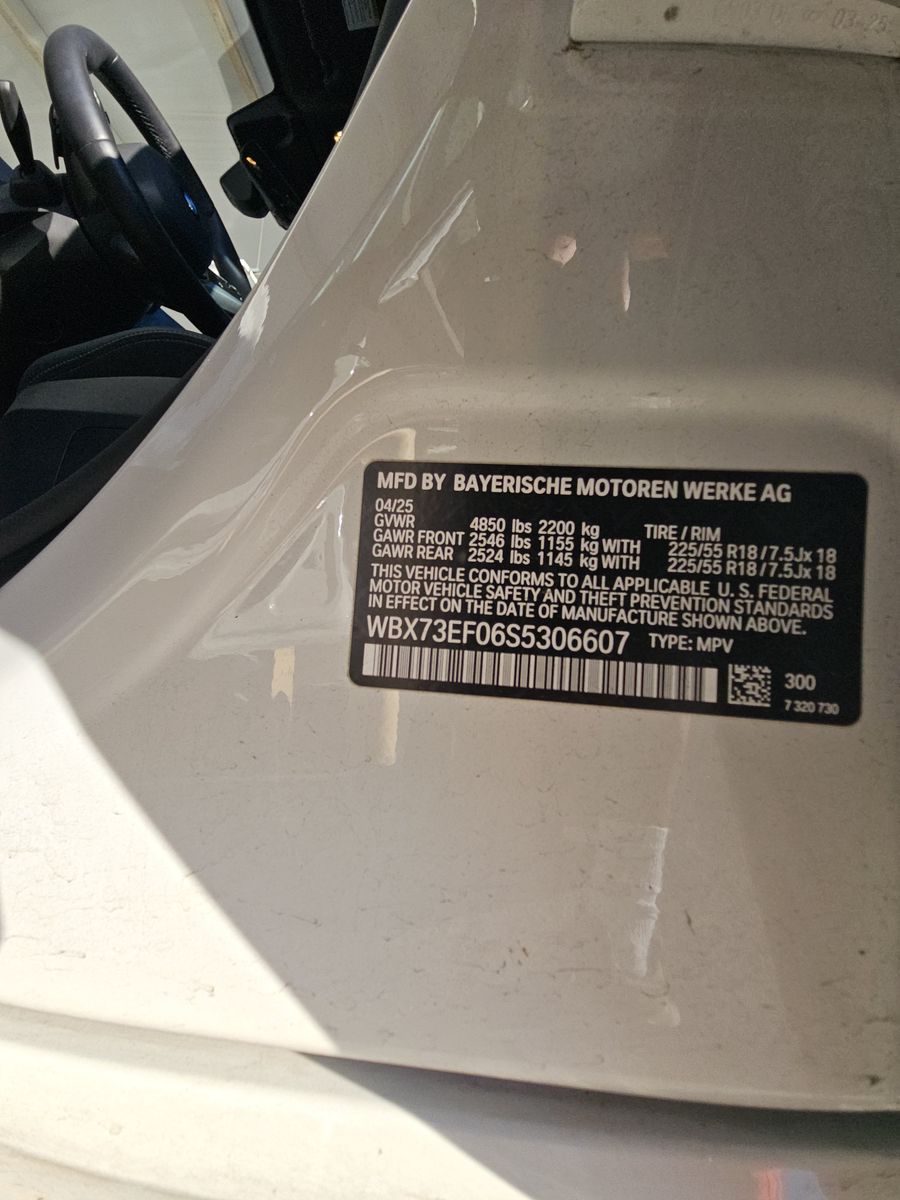 03-25
MFD BY BAYERISCHE MOTOREN WERKE AG
04/25
GVWR 4850 lbs 2200 kg TIRE / RIM
GAWR FRONT 2546 lbs 1155 kg WITH 225/55 R18 / 7.5Jx 18
GAWR REAR 2524 lbs 1145 kg WITH 225/55 R18 / 7.5Jx 18
THIS VEHICLE CONFORMS TO ALL APPLICABLE U.S. FEDERAL
MOTOR VEHICLE SAFETY AND THEFT PREVENTION STANDARDS
IN EFFECT ON THE DATE OF MANUFACTURE SHOWN ABOVE.
WBX73EF06S5306607 TYPE: MPV
300
7 320 730